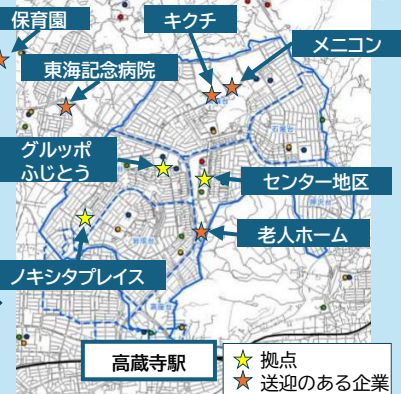 保育園
キクチ
メニコン
東海記念病院
グルッポ
ふじとう
センター地区
老人ホーム
ノキシタプレイス
高蔵寺駅
拠点
送迎のある企業